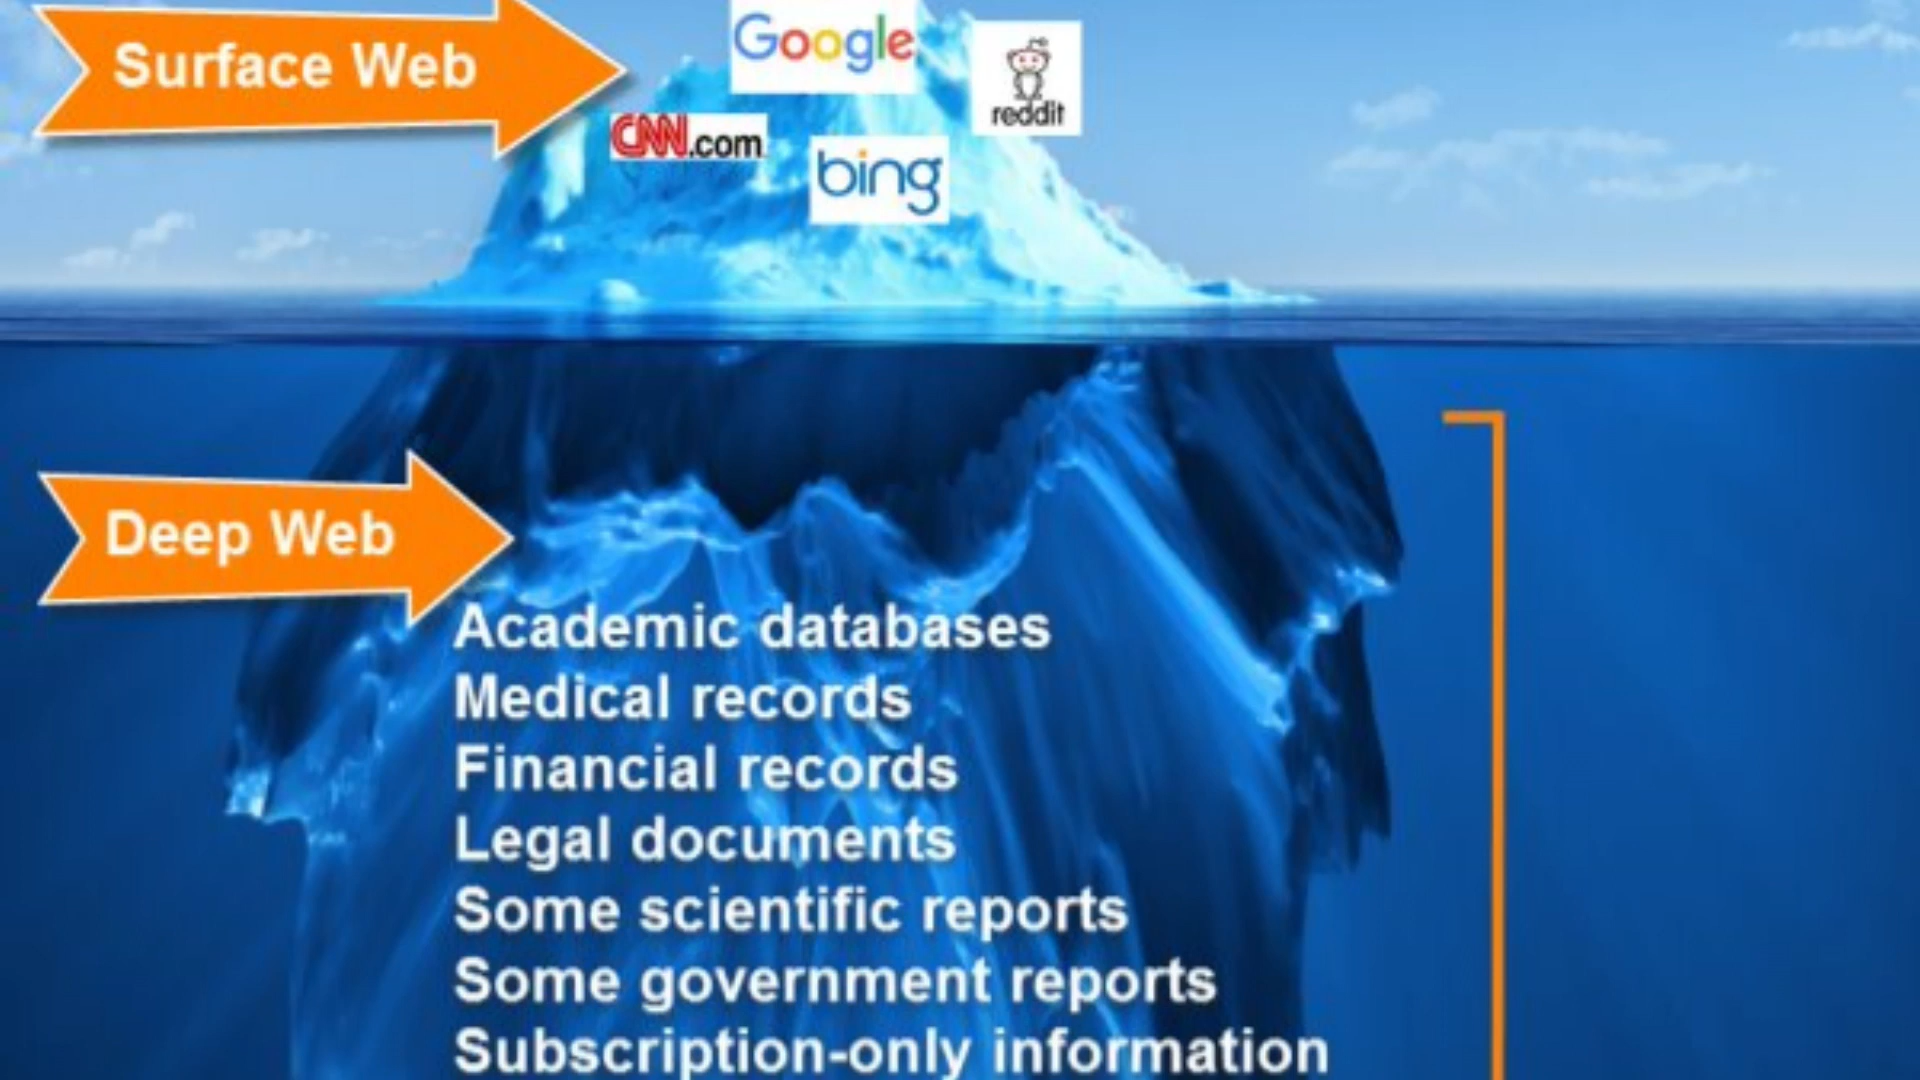 Surface Web
Google
reddit
CNN.com
bing
Deep Web
Academic databases
Medical records
Financial records
Legal documents
Some scientific reports
Some government reports
Subscription-only information